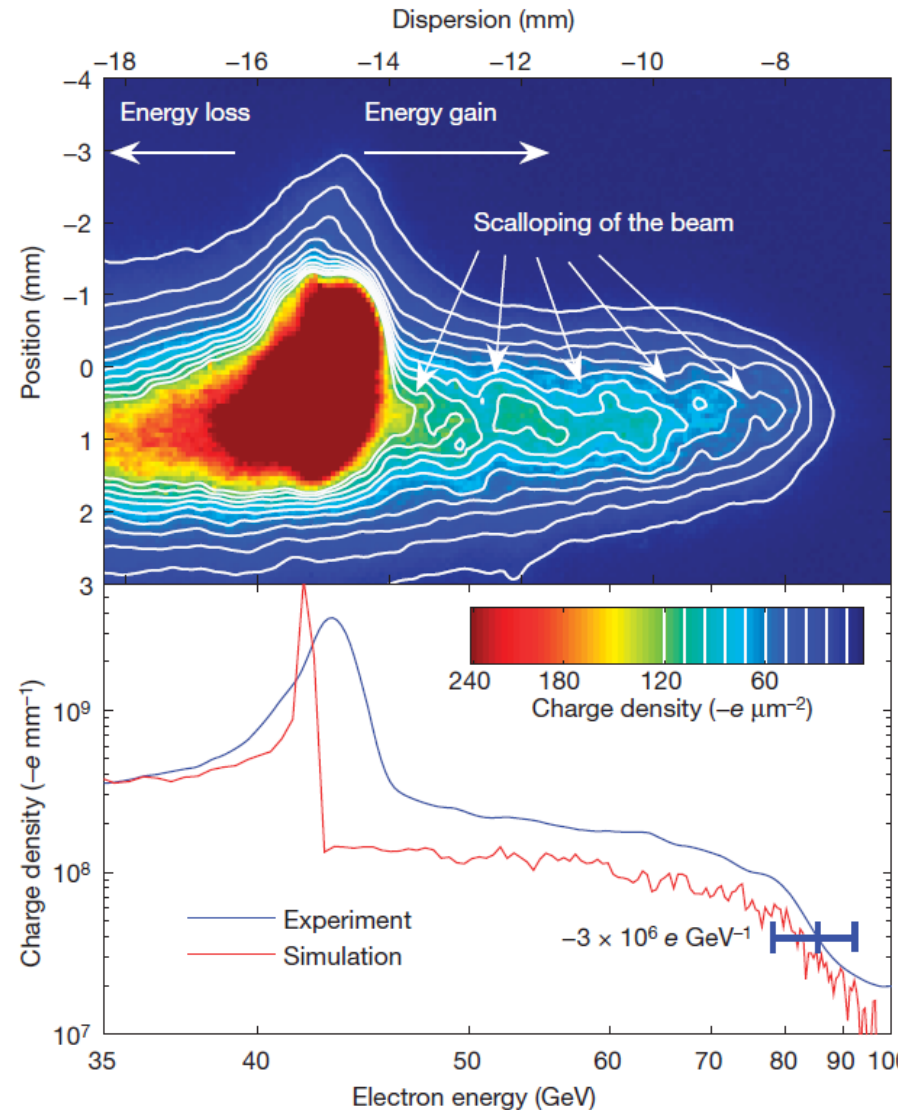 Dispersion (mm)
−18 −16 −14 −12 −10 −8
−4
Energy loss Energy gain
−3
Scalloping of the beam
−2
−1
Position (mm)
0
1
2
3
240 180 120 60
Charge density (−e μm⁻²)
10⁹
Charge density (−e mm⁻¹)
10⁸
Experiment
−3 × 10⁶ e GeV⁻¹
Simulation
10⁷
35 40 50 60 70 80 90 100
Electron energy (GeV)